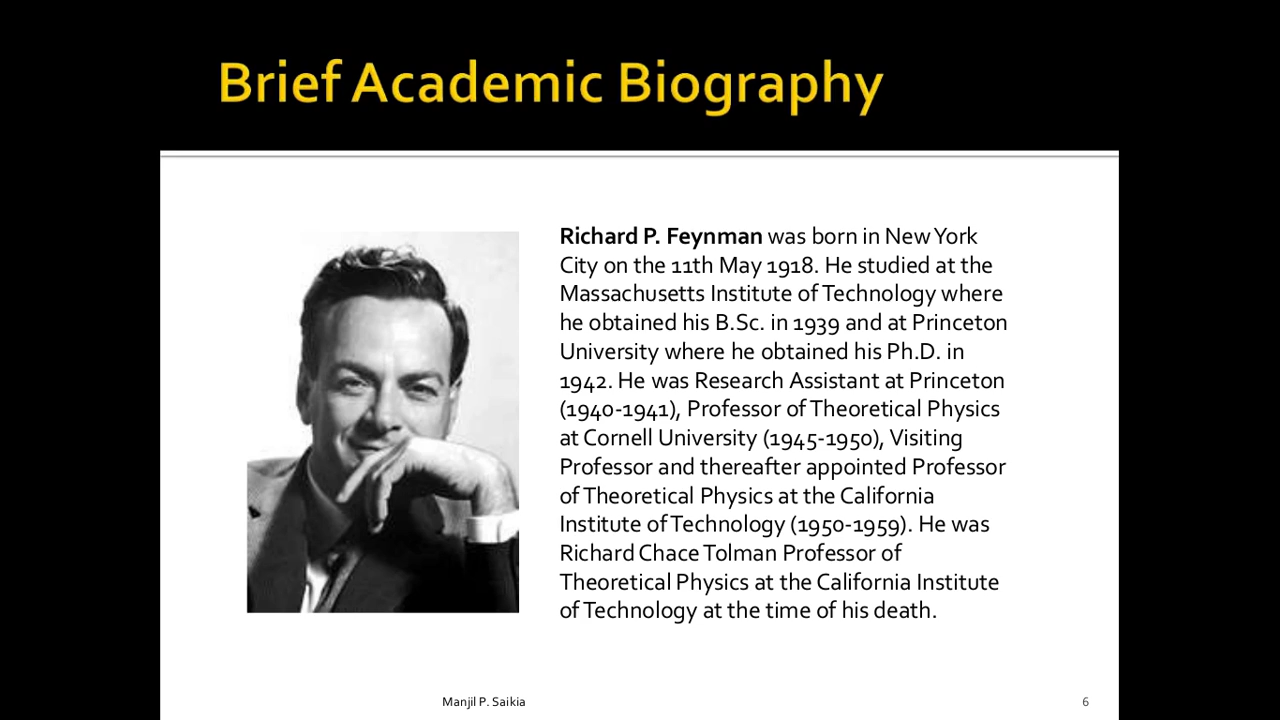 Brief Academic Biography
Richard P. Feynman was born in New York
City on the 11th May 1918. He studied at the
Massachusetts Institute of Technology where
he obtained his B.Sc. in 1939 and at Princeton
University where he obtained his Ph.D. in
1942. He was Research Assistant at Princeton
(1940-1941), Professor of Theoretical Physics
at Cornell University (1945-1950), Visiting
Professor and thereafter appointed Professor
of Theoretical Physics at the California
Institute of Technology (1950-1959). He was
Richard Chace Tolman Professor of
Theoretical Physics at the California Institute
of Technology at the time of his death.
Manjil P. Saikia
6